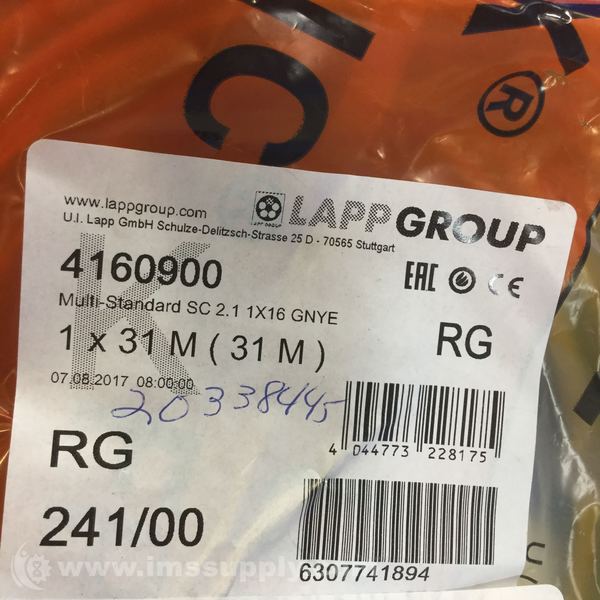 K®
IC
www.lappgroup.com
LAPP GROUP
U.I. Lapp GmbH Schulze-Delitzsch-Strasse 25 D - 70565 Stuttgart
4160900
EAC CE
Multi-Standard SC 2.1 1X16 GNYE
1 x 31 M ( 31 M )
RG
K
07.08.2017 08:00:00
20338445
4 044773 228175
RG
241/00
6307741894
www.imssupply